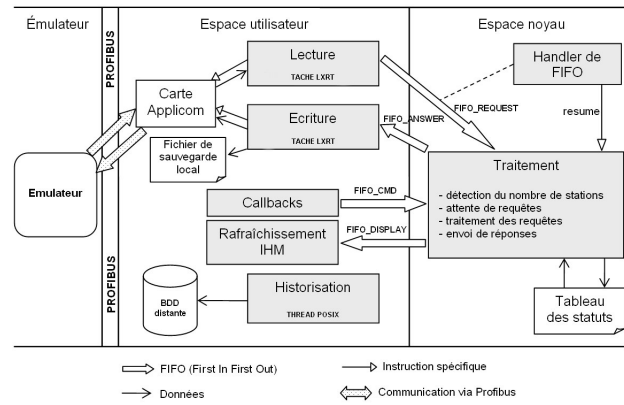 Émulateur
Espace utilisateur
Espace noyau
PROFIBUS
Lecture
TACHE LXRT
Handler de
FIFO
Carte
Applicom
FIFO_REQUEST
resume
Ecriture
TACHE LXRT
FIFO_ANSWER
Fichier de
sauvegarde
local
Emulateur
Traitement
- détection du nombre de stations
- attente de requêtes
- traitement des requêtes
- envoi de réponses
Callbacks
FIFO_CMD
Rafraîchissement
IHM
FIFO_DISPLAY
PROFIBUS
BDD
distante
Historisation
THREAD POSIX
Tableau
des statuts
FIFO (First In First Out)
Instruction spécifique
Données
Communication via Profibus